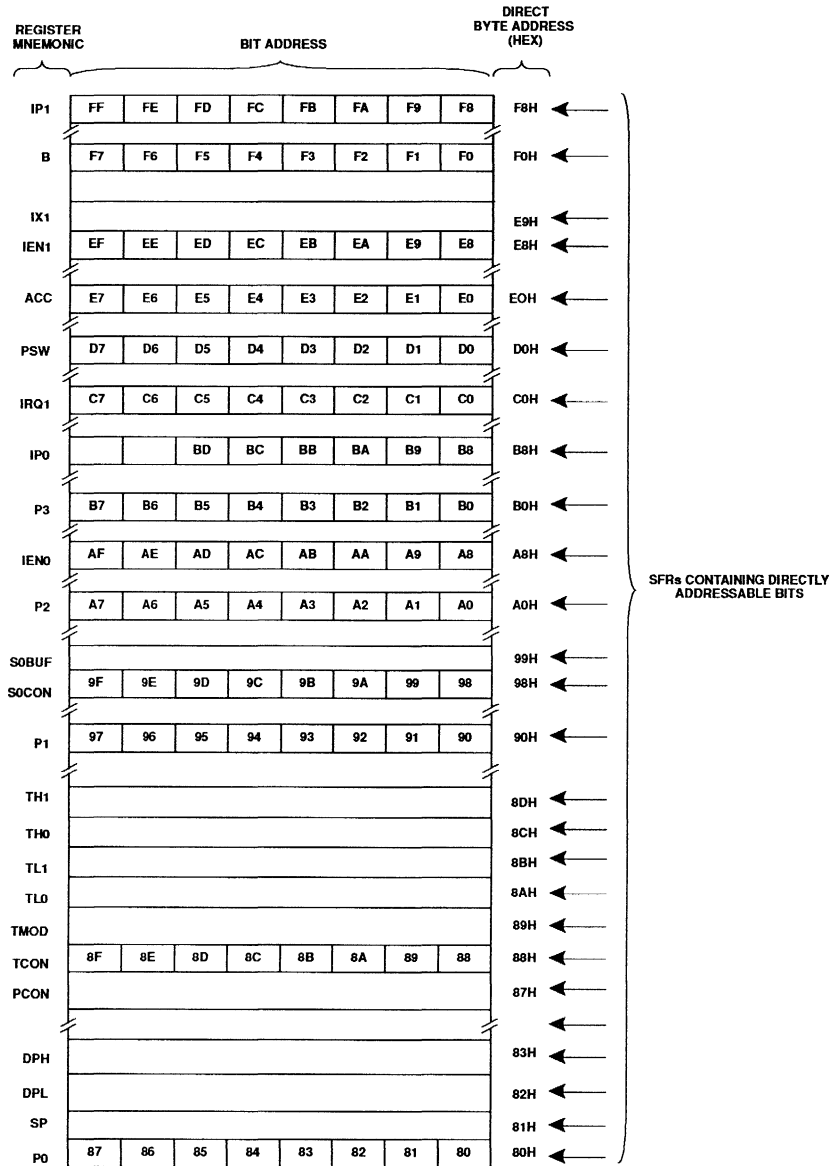 REGISTER
MNEMONIC
BIT ADDRESS
DIRECT
BYTE ADDRESS
(HEX)
IP1 FF FE FD FC FB FA F9 F8 F8H
B F7 F6 F5 F4 F3 F2 F1 F0 F0H
IX1 E9H
IEN1 EF EE ED EC EB EA E9 E8 E8H
ACC E7 E6 E5 E4 E3 E2 E1 E0 E0H
PSW D7 D6 D5 D4 D3 D2 D1 D0 D0H
IRQ1 C7 C6 C5 C4 C3 C2 C1 C0 C0H
IP0 BD BC BB BA B9 B8 B8H
P3 B7 B6 B5 B4 B3 B2 B1 B0 B0H
IEN0 AF AE AD AC AB AA A9 A8 A8H
SFRs CONTAINING DIRECTLY
ADDRESSABLE BITS
P2 A7 A6 A5 A4 A3 A2 A1 A0 A0H
S0BUF 99H
S0CON 9F 9E 9D 9C 9B 9A 99 98 98H
P1 97 96 95 94 93 92 91 90 90H
TH1 8DH
TH0 8CH
TL1 8BH
TL0 8AH
TMOD 89H
TCON 8F 8E 8D 8C 8B 8A 89 88 88H
PCON 87H
DPH 83H
DPL 82H
SP 81H
P0 87 86 85 84 83 82 81 80 80H